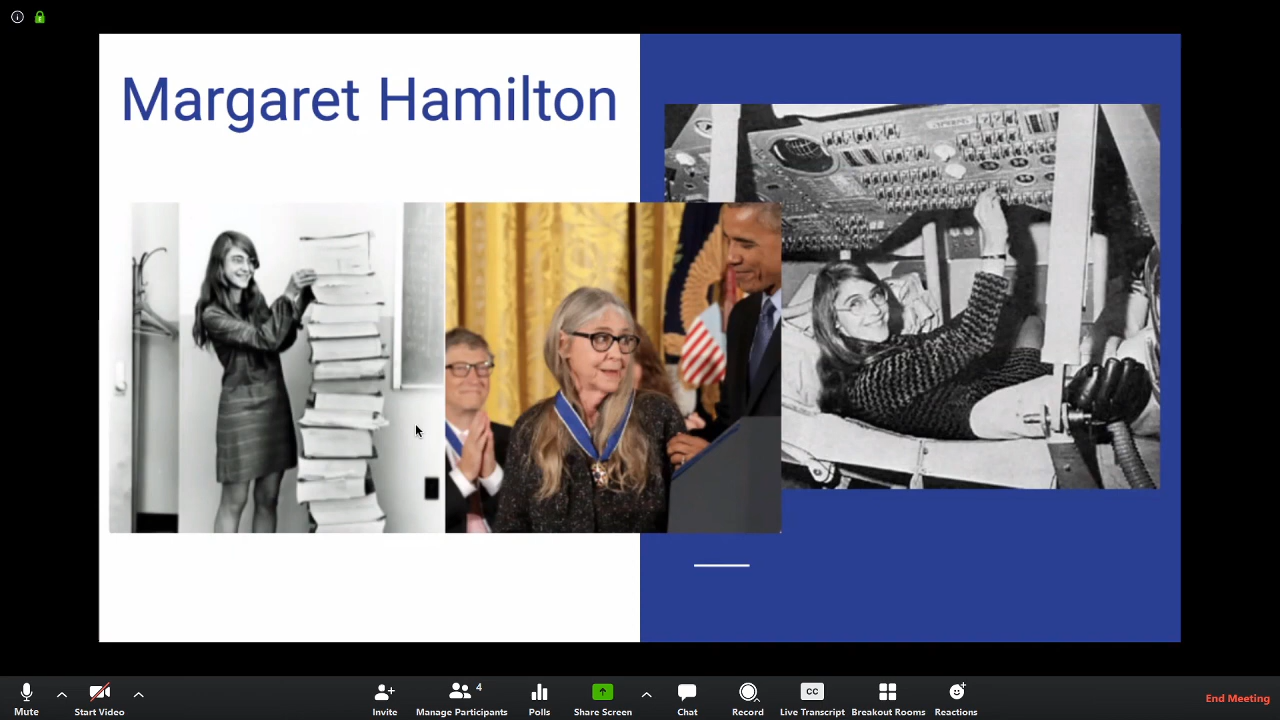 Margaret Hamilton
Mute
Start Video
Invite
4
Manage Participants
Polls
Share Screen
Chat
Record
CC
Live Transcript
Breakout Rooms
Reactions
End Meeting